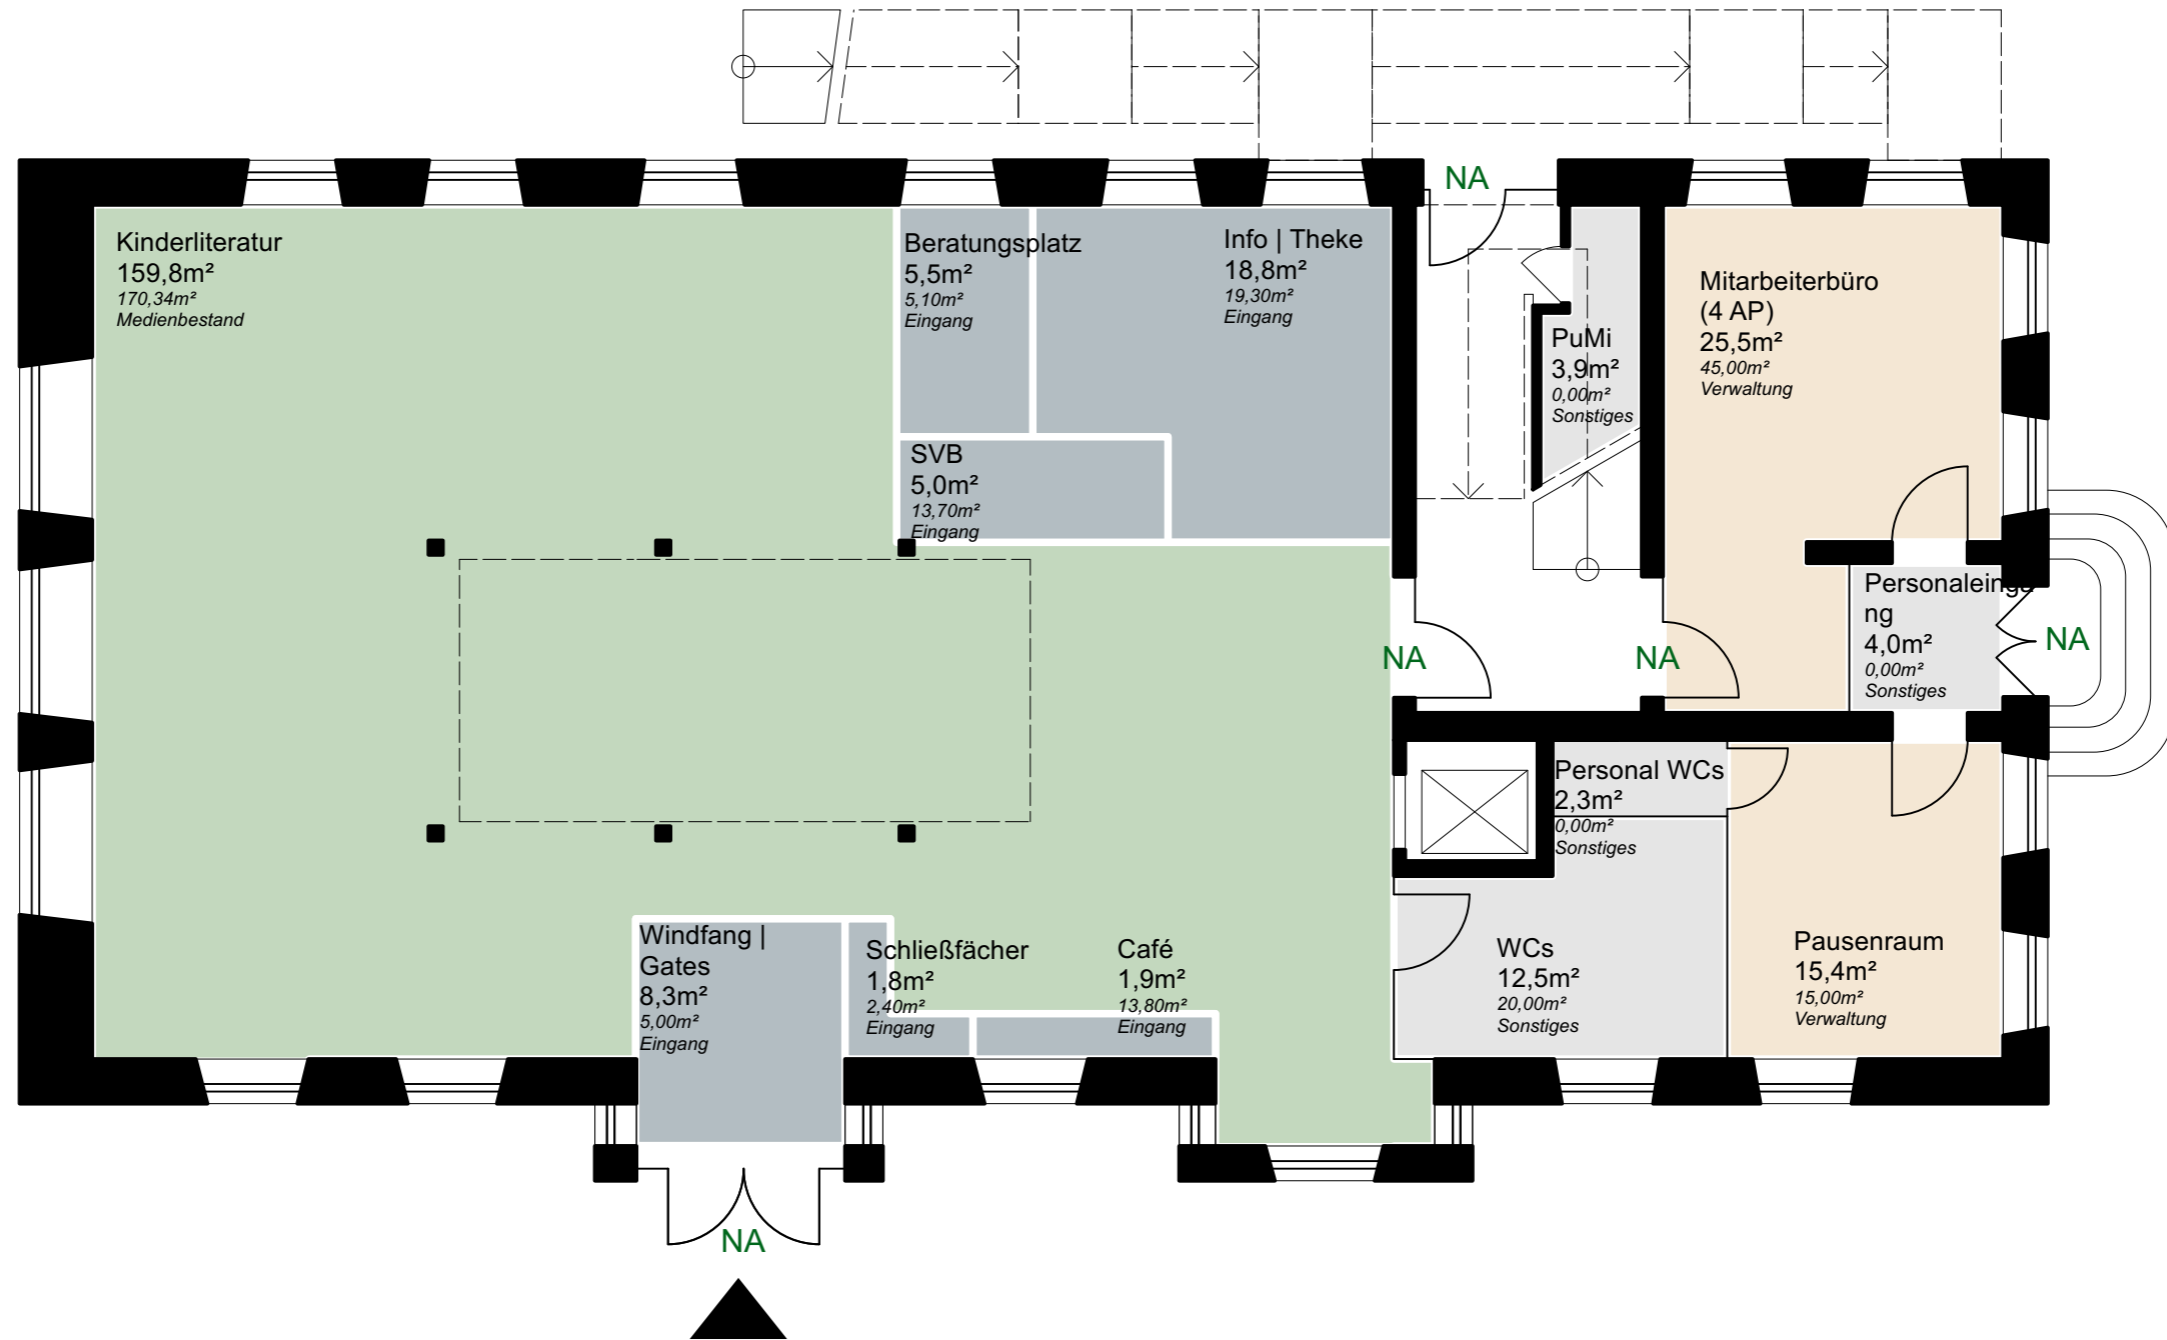 NA
Kinderliteratur
159,8m²
170,34m²
Medienbestand
Beratungsplatz
5,5m²
5,10m²
Eingang
Info | Theke
18,8m²
19,30m²
Eingang
SVB
5,0m²
13,70m²
Eingang
PuMi
3,9m²
0,00m²
Sonstiges
Mitarbeiterbüro
(4 AP)
25,5m²
45,00m²
Verwaltung
NA
NA
Personaleinga
ng
4,0m²
0,00m²
Sonstiges
NA
Personal WCs
2,3m²
0,00m²
Sonstiges
Windfang |
Gates
8,3m²
5,00m²
Eingang
Schließfächer
1,8m²
2,40m²
Eingang
Café
1,9m²
13,80m²
Eingang
WCs
12,5m²
20,00m²
Sonstiges
Pausenraum
15,4m²
15,00m²
Verwaltung
NA